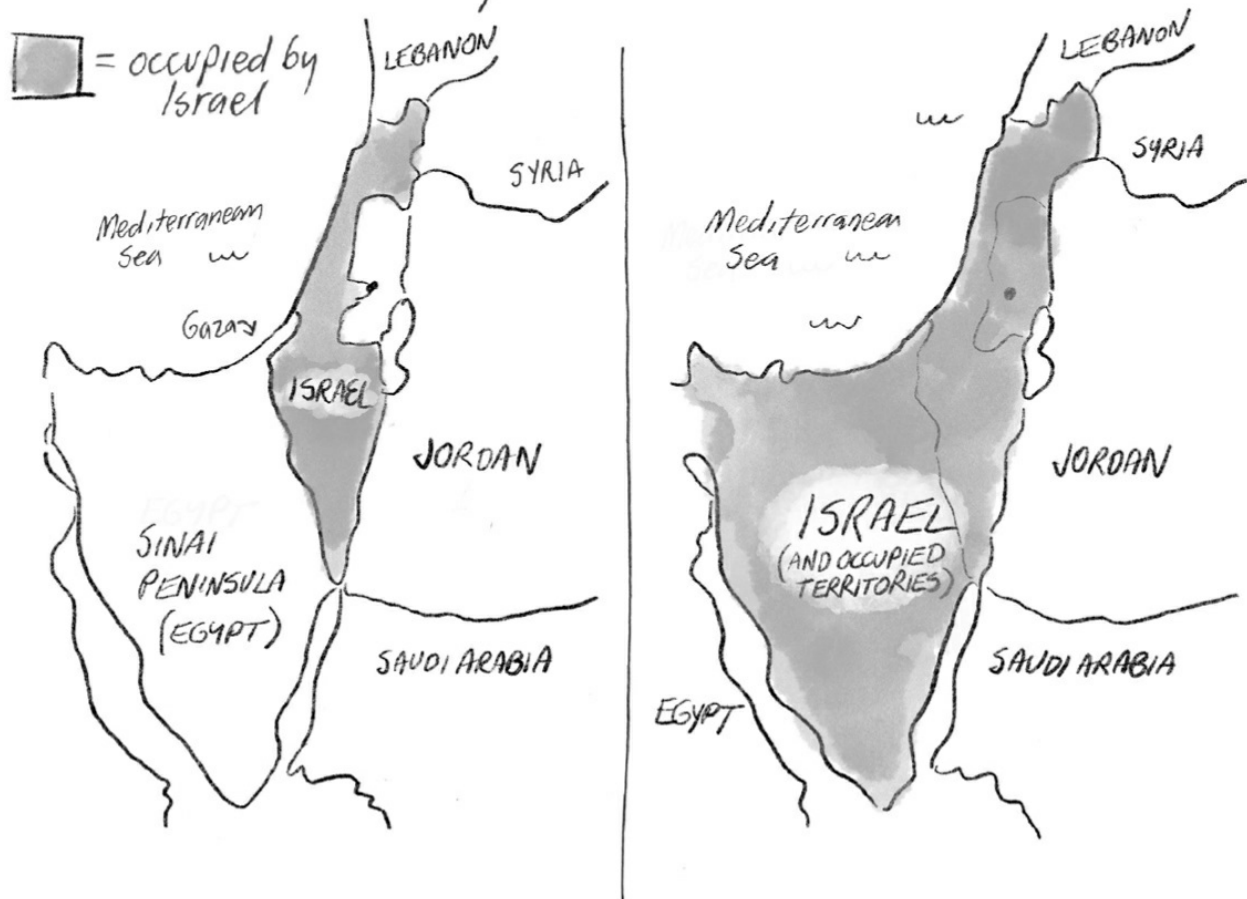 = occupied by
Israel
LEBANON
SYRIA
Mediterranean
Sea
Gaza
ISRAEL
JORDAN
SINAI
PENINSULA
(EGYPT)
SAUDI ARABIA
LEBANON
SYRIA
Mediterranean
Sea
JORDAN
ISRAEL
(AND OCCUPIED
TERRITORIES)
SAUDI ARABIA
EGYPT